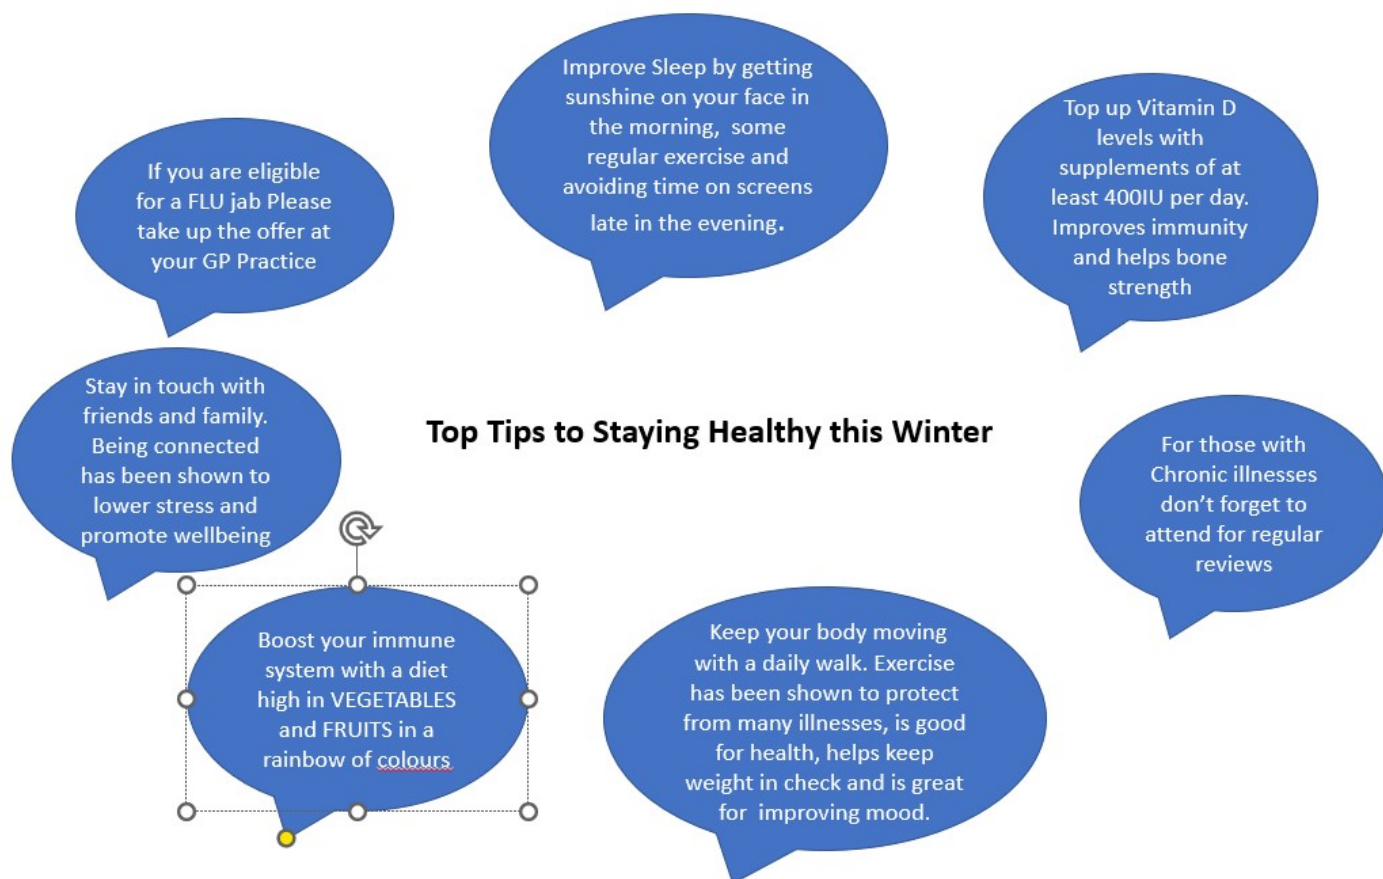 Improve Sleep by getting
sunshine on your face in
the morning, some
regular exercise and
avoiding time on screens
late in the evening.
Top up Vitamin D
levels with
supplements of at
least 400IU per day.
Improves immunity
and helps bone
strength
If you are eligible
for a FLU jab Please
take up the offer at
your GP Practice
Stay in touch with
friends and family.
Being connected
has been shown to
lower stress and
promote wellbeing
Top Tips to Staying Healthy this Winter
For those with
Chronic illnesses
don’t forget to
attend for regular
reviews
Boost your immune
system with a diet
high in VEGETABLES
and FRUITS in a
rainbow of colours
Keep your body moving
with a daily walk. Exercise
has been shown to protect
from many illnesses, is good
for health, helps keep
weight in check and is great
for improving mood.